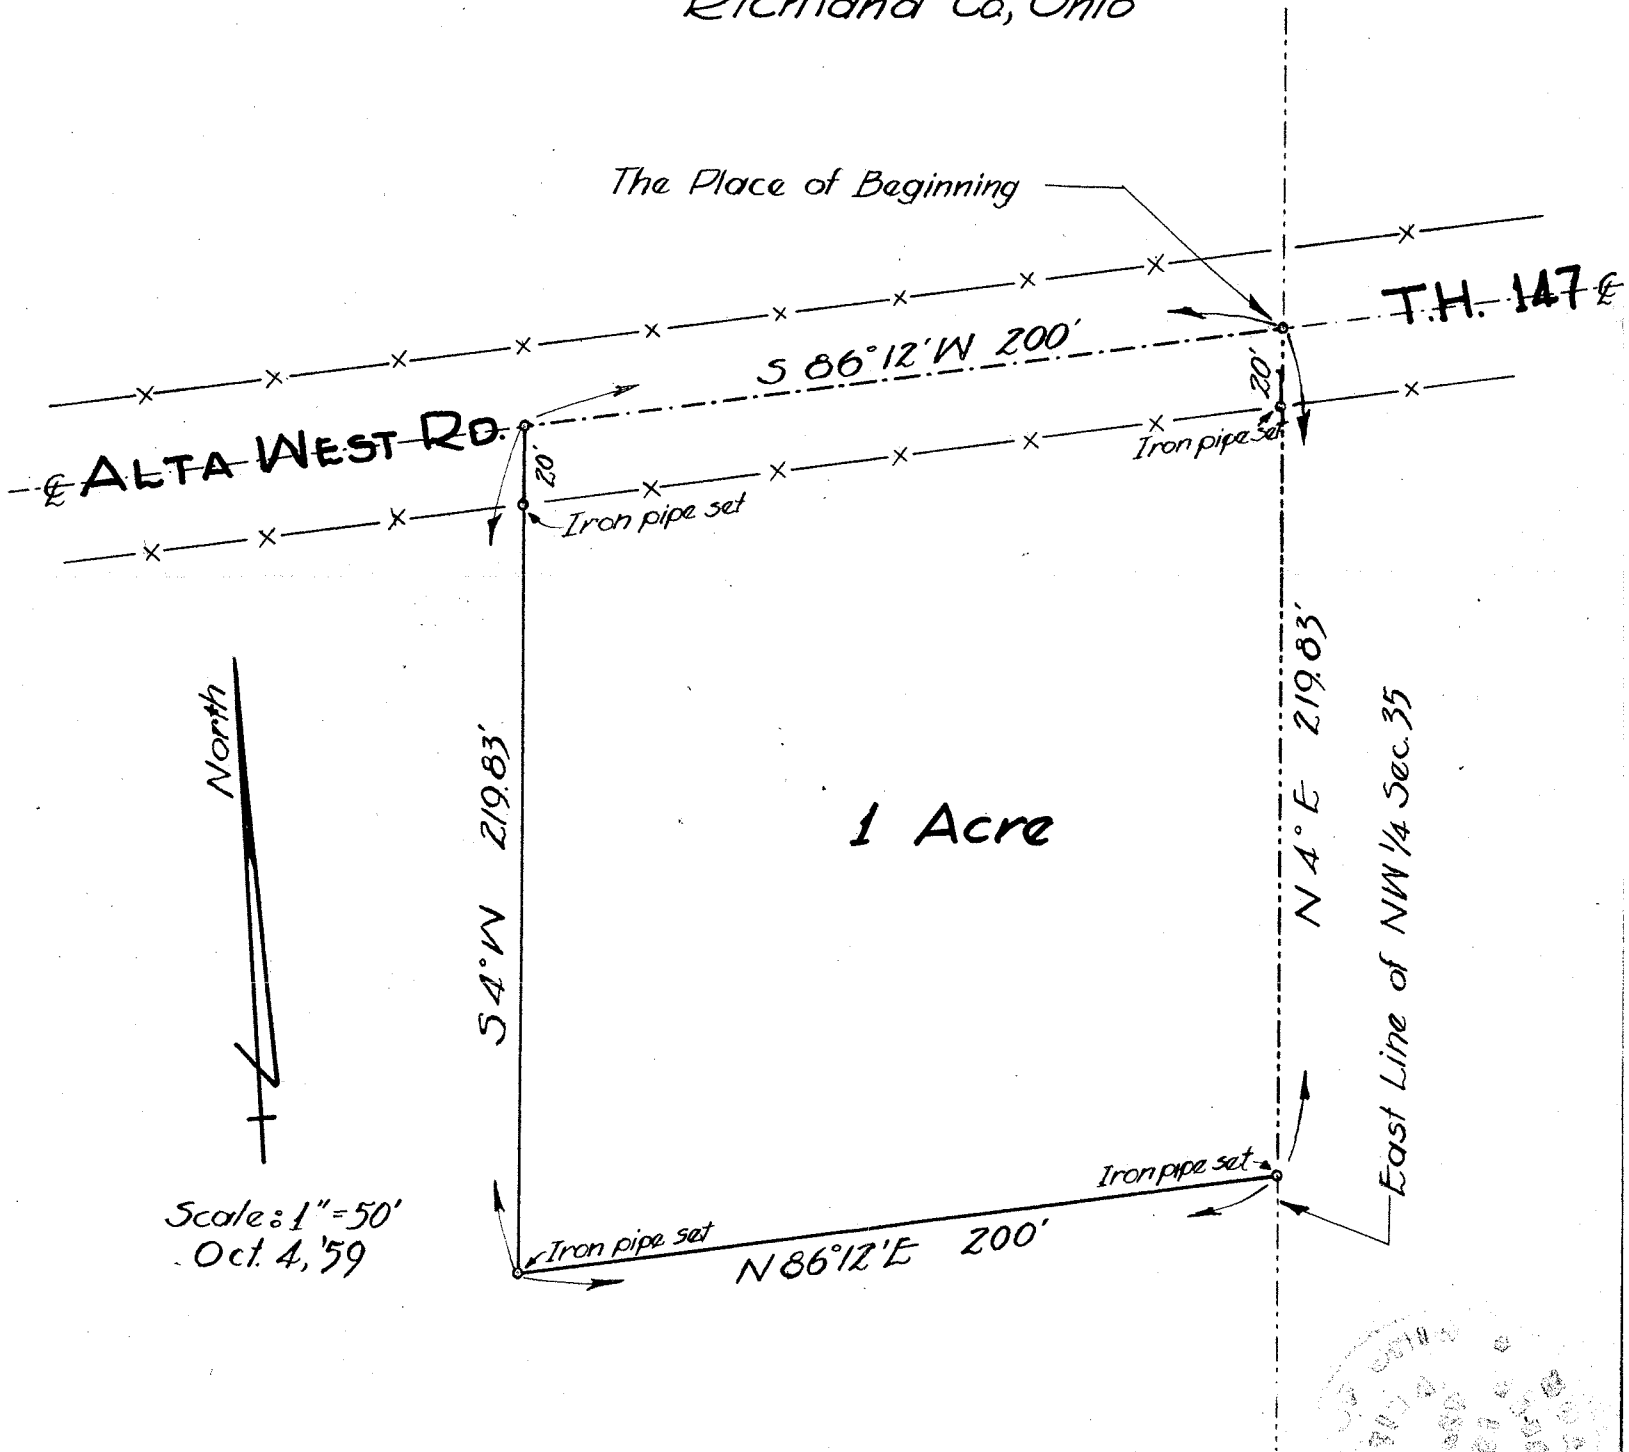 Richland Co., Ohio
The Place of Beginning
T.H. 147 ℄
S 86°12'W 200'
20'
Iron pipe set
℄ ALTA WEST RD.
20'
Iron pipe set
North
S 4° W 219.83'
1 Acre
N 4° E 219.83'
East Line of NW 1/4 Sec. 35
Iron pipe set
Iron pipe set
N 86°12'E 200'
Scale: 1"=50'
Oct. 4, '59